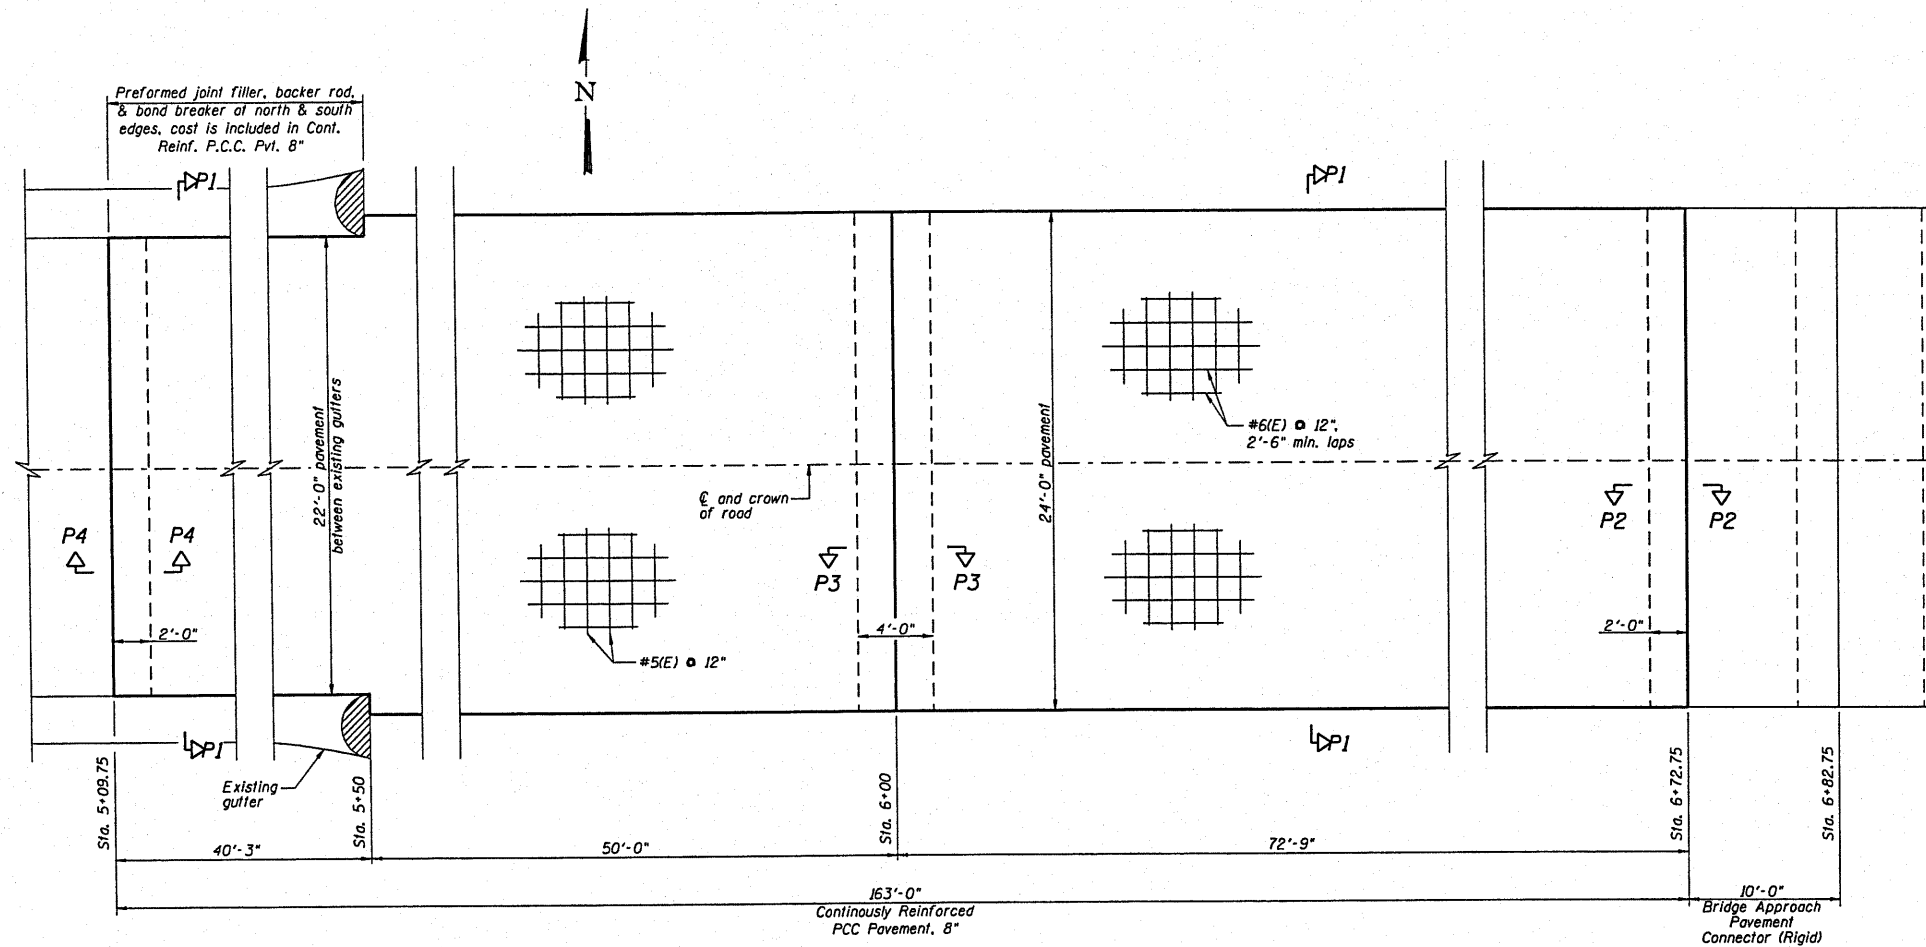 Preformed joint filler, backer rod,
& bond breaker at north & south
edges, cost is included in Cont.
Reinf. P.C.C. Pvt. 8"
N
P1
P1
22'-0" pavement
between existing gutters
24'-0" pavement
#6(E) @ 12",
2'-6" min. laps
℄ and crown
of road
P4
P4
P3
P3
P2
P2
2'-0"
4'-0"
2'-0"
#5(E) @ 12"
P1
P1
Existing
gutter
Sta. 5+09.75
Sta. 5+50
Sta. 6+00
Sta. 6+72.75
Sta. 6+82.75
40'-3"
50'-0"
72'-9"
163'-0"
Continously Reinforced
PCC Pavement, 8"
10'-0"
Bridge Approach
Pavement
Connector (Rigid)